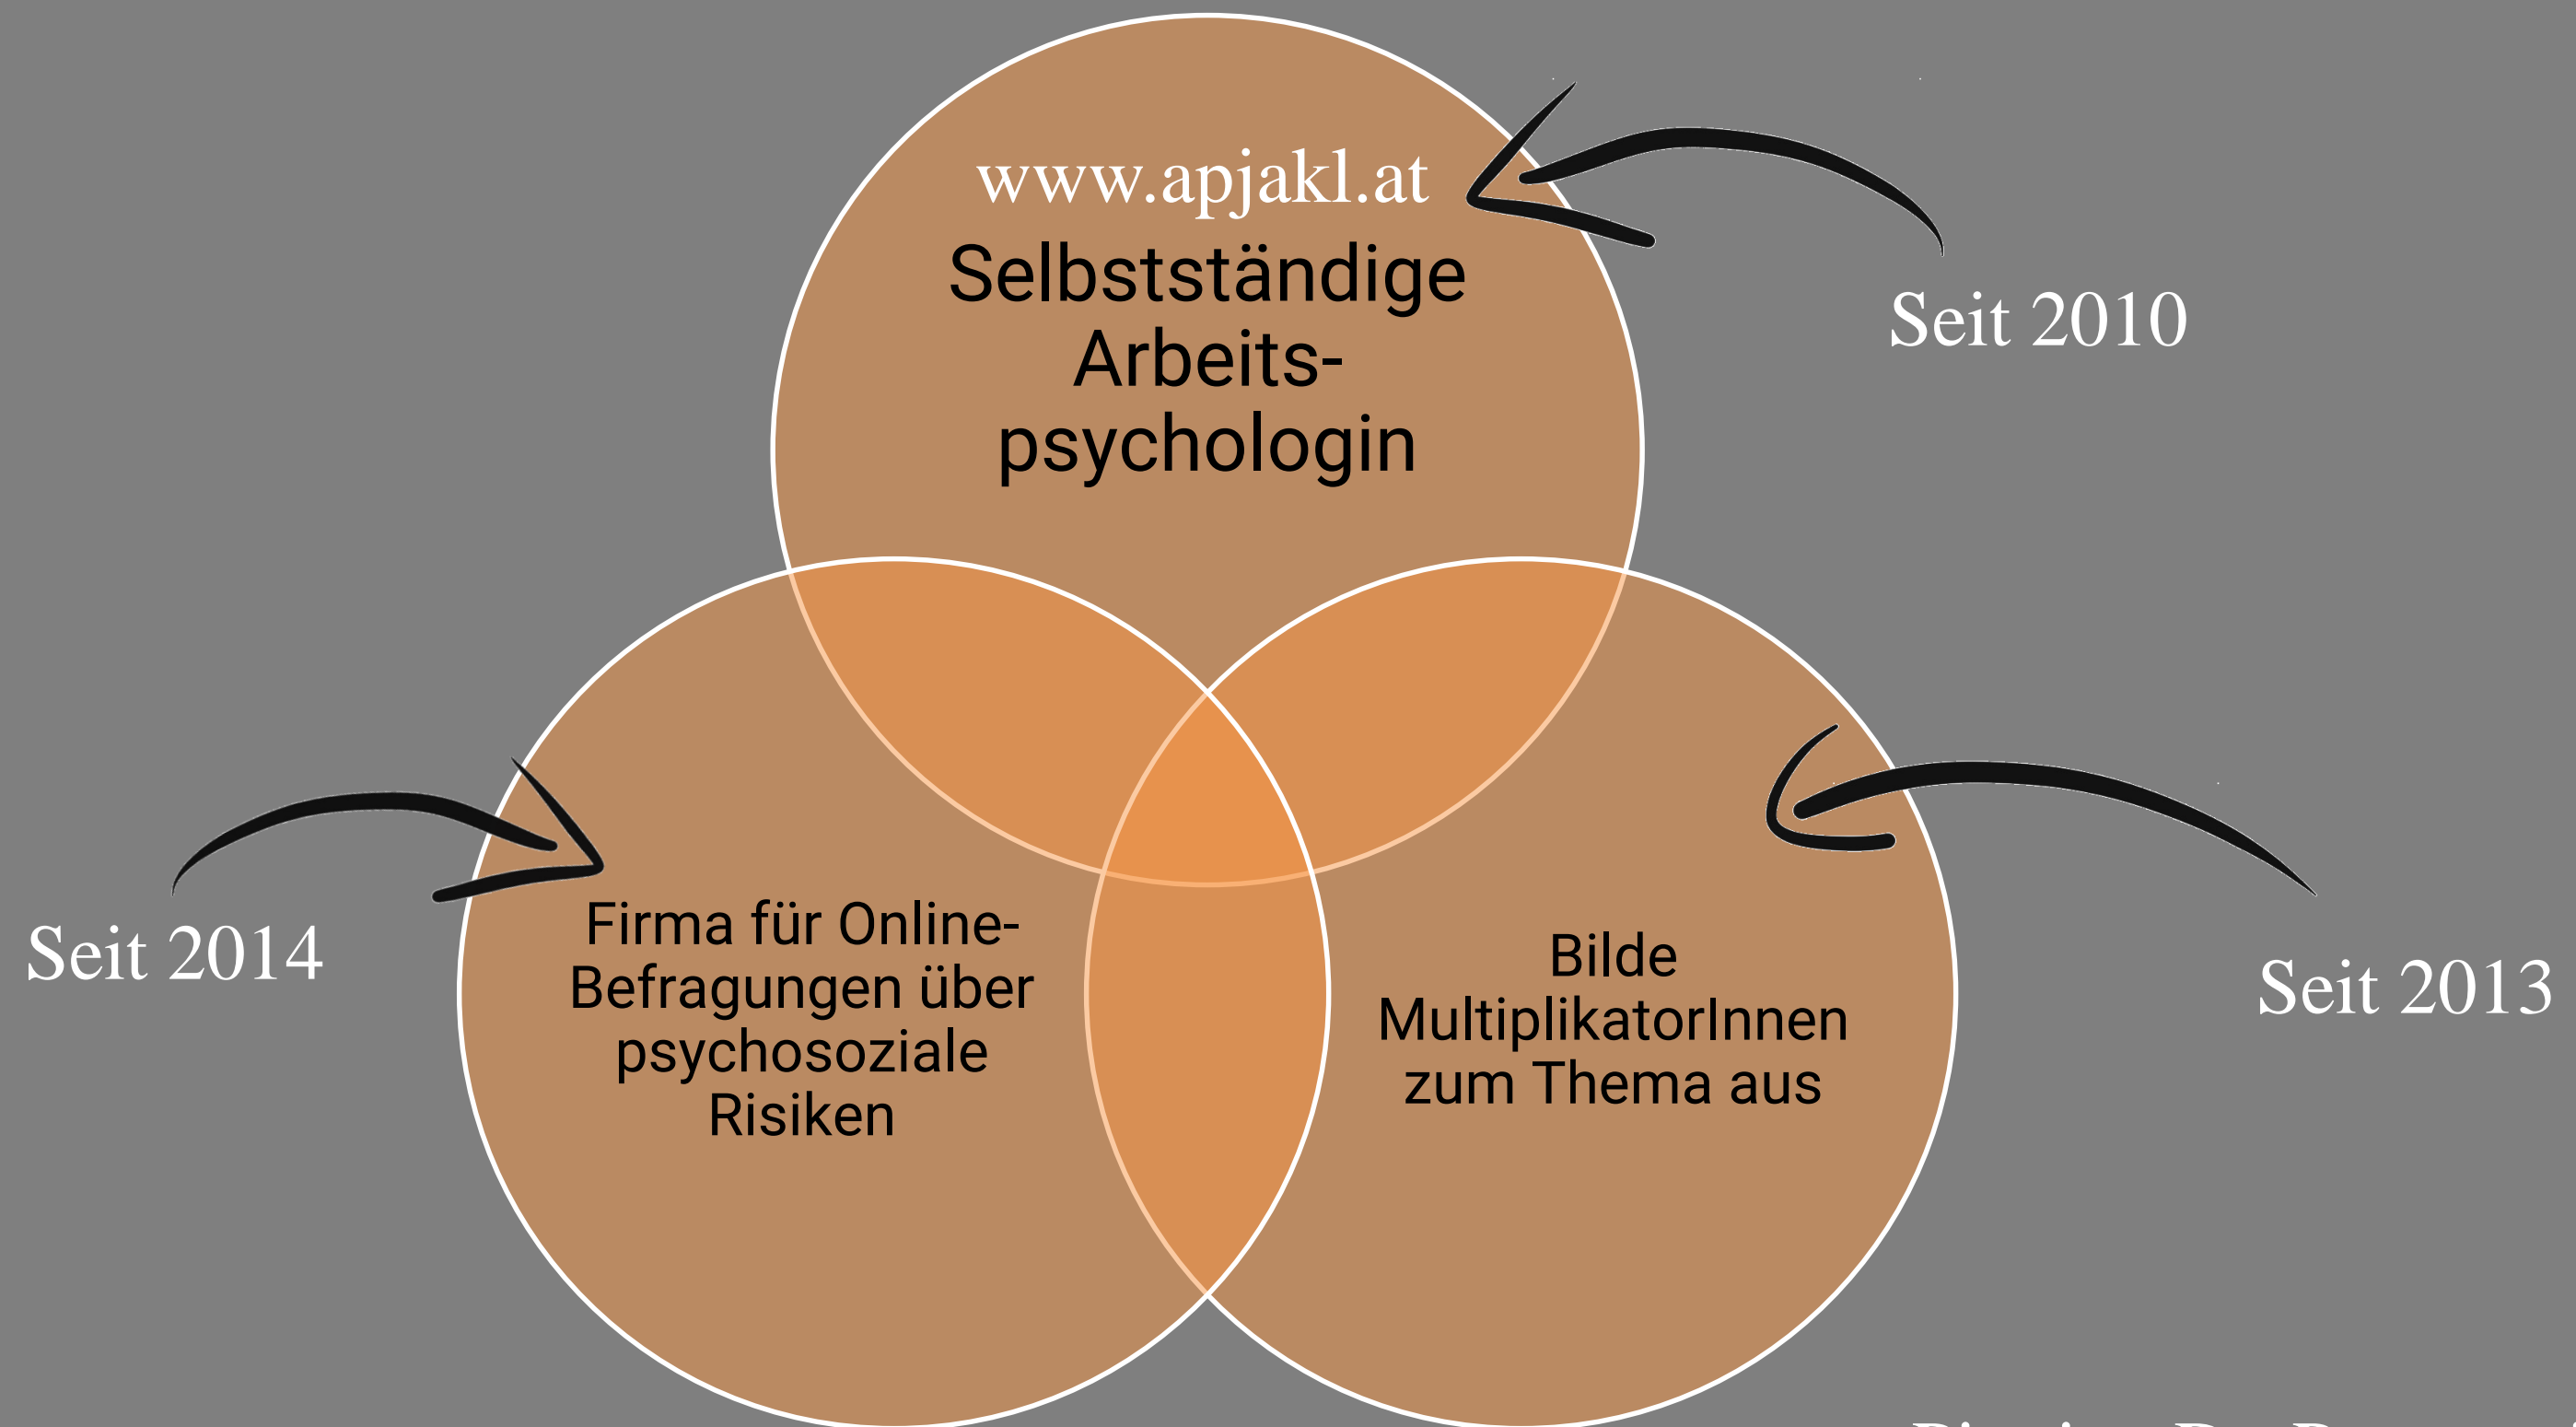 www.apjakl.at
Selbstständige
Arbeits-
psychologin
Seit 2010
Seit 2014
Firma für Online-
Befragungen über
psychosoziale
Risiken
Bilde
MultiplikatorInnen
zum Thema aus
Seit 2013